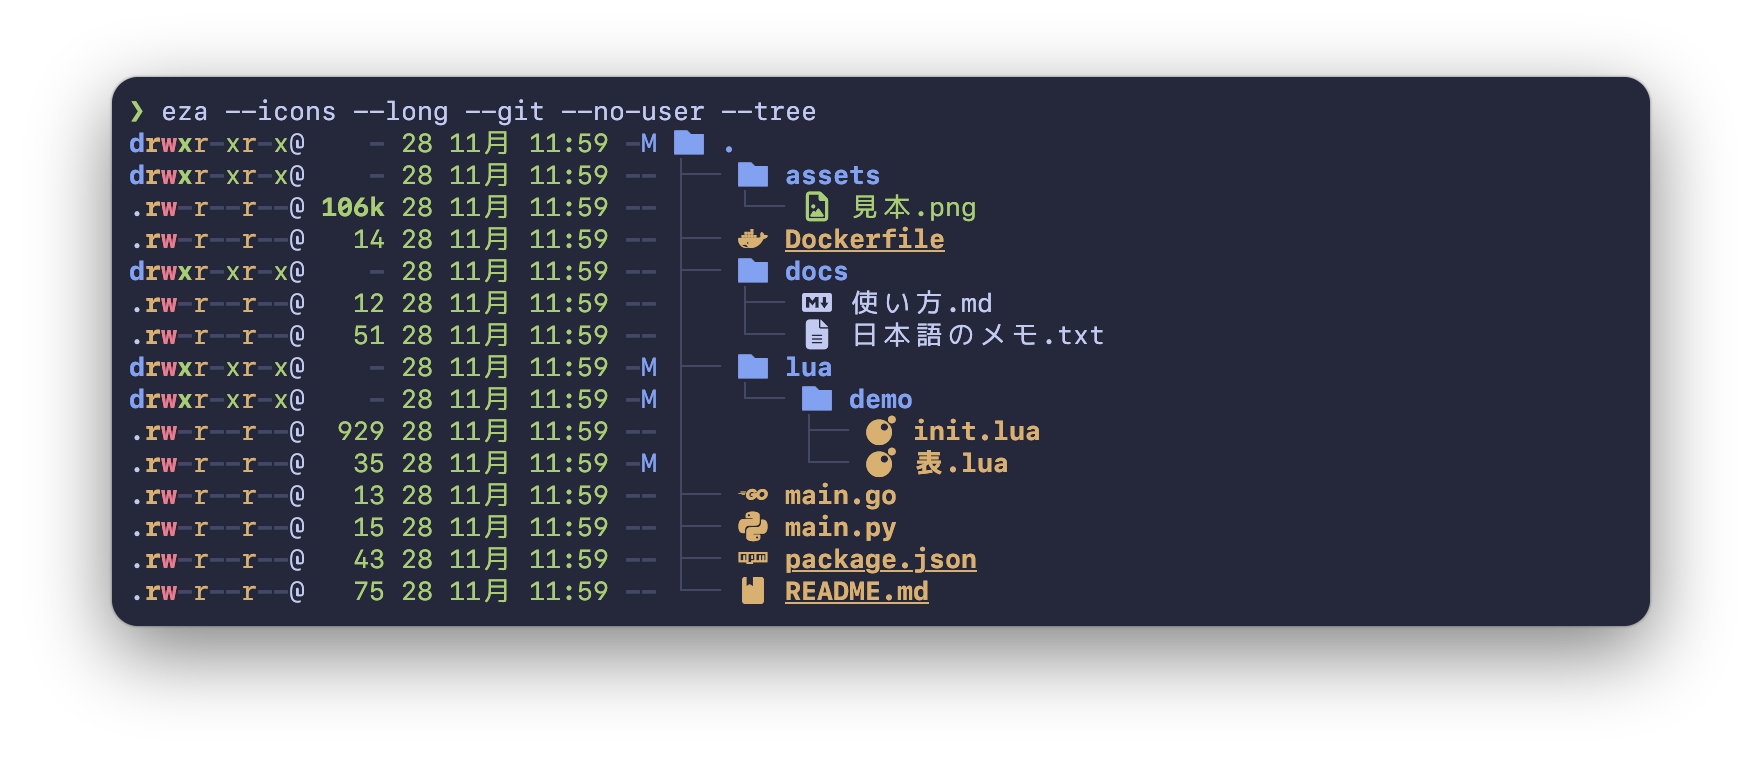 ❯ eza --icons --long --git --no-user --tree
drwxr-xr-x@    - 28 11月 11:59 -M .
drwxr-xr-x@    - 28 11月 11:59 -- ├── assets
.rw-r--r--@ 106k 28 11月 11:59 -- │   └── 見本.png
.rw-r--r--@   14 28 11月 11:59 -- ├── Dockerfile
drwxr-xr-x@    - 28 11月 11:59 -- ├── docs
.rw-r--r--@   12 28 11月 11:59 -- │   ├── 使い方.md
.rw-r--r--@   51 28 11月 11:59 -- │   └── 日本語のメモ.txt
drwxr-xr-x@    - 28 11月 11:59 -M ├── lua
drwxr-xr-x@    - 28 11月 11:59 -M │   └── demo
.rw-r--r--@  929 28 11月 11:59 -- │       ├── init.lua
.rw-r--r--@   35 28 11月 11:59 -M │       └── 表.lua
.rw-r--r--@   13 28 11月 11:59 -- ├── main.go
.rw-r--r--@   15 28 11月 11:59 -- ├── main.py
.rw-r--r--@   43 28 11月 11:59 -- ├── package.json
.rw-r--r--@   75 28 11月 11:59 -- └── README.md